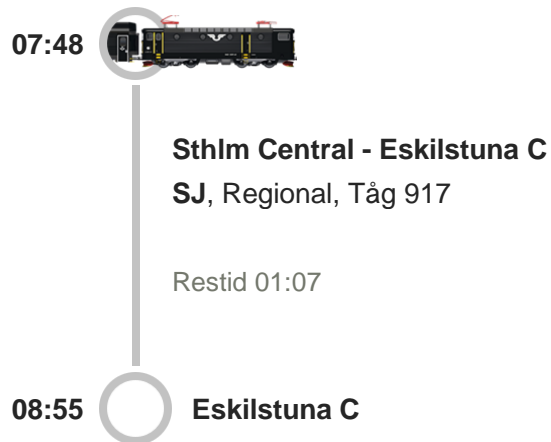 07:48
Sthlm Central - Eskilstuna C
SJ, Regional, Tåg 917
Restid 01:07
08:55 Eskilstuna C